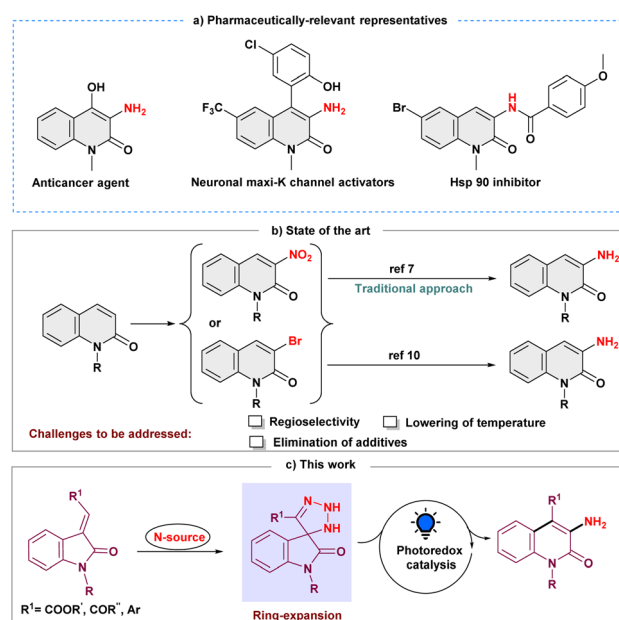 a) Pharmaceutically-relevant representatives
Cl
OH
OH
NH2
F3C
NH2
Br
H
N
O
N
O
N
O
N
O
O
Anticancer agent
Neuronal maxi-K channel activators
Hsp 90 inhibitor
b) State of the art
NO2
N
O
R
ref 7
Traditional approach
NH2
N
O
R
N
O
R
or
Br
N
O
R
ref 10
NH2
N
O
R
Regioselectivity
Lowering of temperature
Challenges to be addressed:
Elimination of additives
c) This work
R1
O
N
R
R1= COOR', COR'', Ar
N-source
N
NH
R1
NH
O
N
R
Ring-expansion
Photoredox
catalysis
R1
NH2
N
O
R